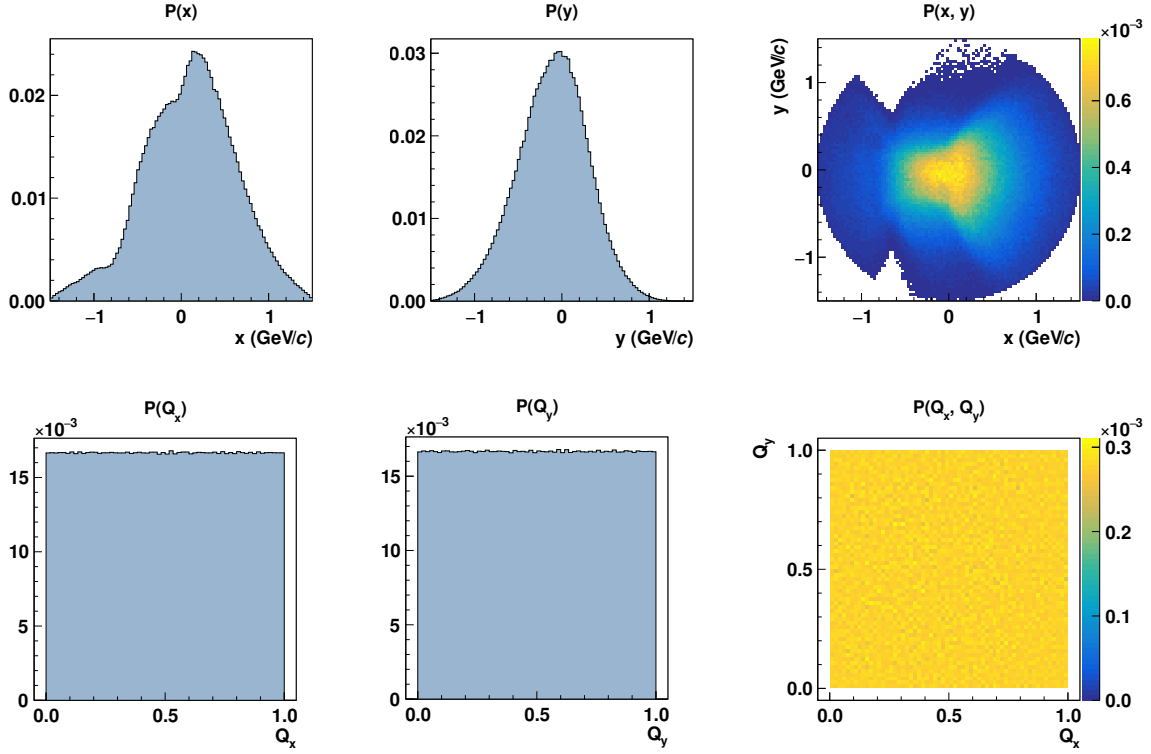 P(x)
0.02
0.01
0.00
−1 0 1
x (GeV/c)
P(y)
0.03
0.02
0.01
0.00
−1 0 1
y (GeV/c)
P(x, y)
×10⁻³
y (GeV/c)
1
0
−1
−1 0 1
x (GeV/c)
0.6
0.4
0.2
0.0
P(Qₓ)
×10⁻³
15
10
5
0
0.0 0.5 1.0
Qₓ
P(Q_y)
×10⁻³
15
10
5
0
0.0 0.5 1.0
Q_y
P(Qₓ, Q_y)
×10⁻³
Q_y
1.0
0.5
0.0
0.0 0.5 1.0
Qₓ
0.3
0.2
0.1
0.0